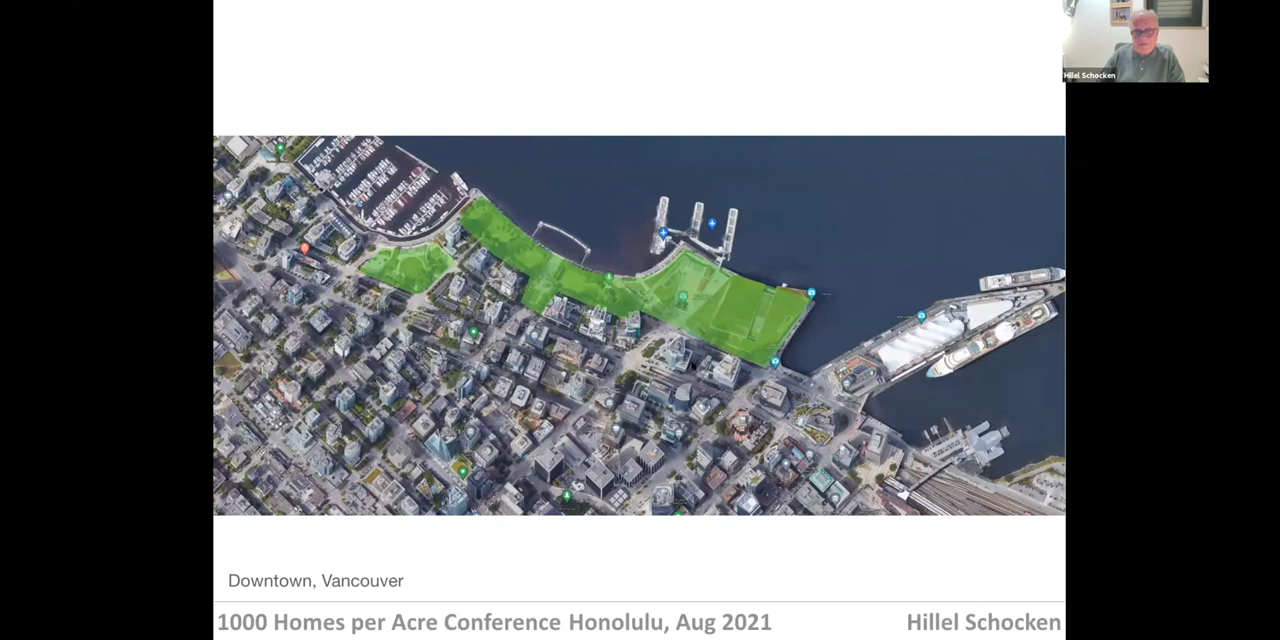 Hillel Schocken
Downtown, Vancouver
1000 Homes per Acre Conference Honolulu, Aug 2021
Hillel Schocken